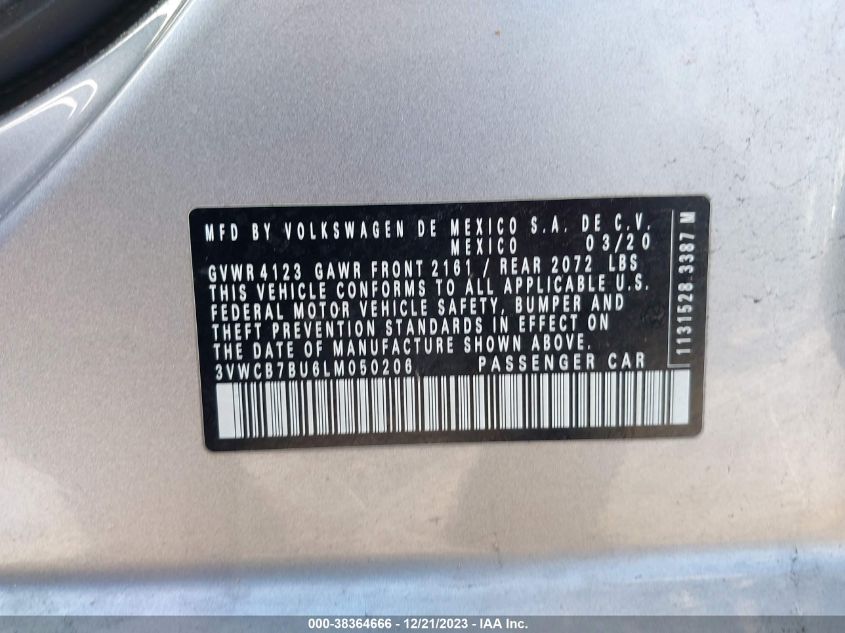 MFD BY VOLKSWAGEN DE MEXICO S.A. DE C.V.
MEXICO 03/20
GVWR 4123 GAWR FRONT 2161 / REAR 2072 LBS
THIS VEHICLE CONFORMS TO ALL APPLICABLE U.S.
FEDERAL MOTOR VEHICLE SAFETY, BUMPER AND
THEFT PREVENTION STANDARDS IN EFFECT ON
THE DATE OF MANUFACTURE SHOWN ABOVE.
3VWCB7BU6LM050206 PASSENGER CAR
1131528.3387 M
000-38364666 - 12/21/2023 - IAA Inc.